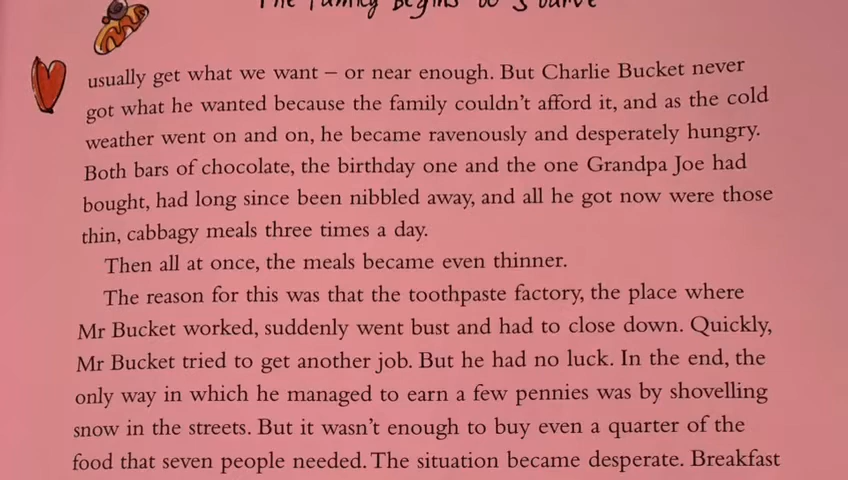 The Family Begins to Starve
usually get what we want – or near enough. But Charlie Bucket never
got what he wanted because the family couldn't afford it, and as the cold
weather went on and on, he became ravenously and desperately hungry.
Both bars of chocolate, the birthday one and the one Grandpa Joe had
bought, had long since been nibbled away, and all he got now were those
thin, cabbagy meals three times a day.
Then all at once, the meals became even thinner.
The reason for this was that the toothpaste factory, the place where
Mr Bucket worked, suddenly went bust and had to close down. Quickly,
Mr Bucket tried to get another job. But he had no luck. In the end, the
only way in which he managed to earn a few pennies was by shovelling
snow in the streets. But it wasn't enough to buy even a quarter of the
food that seven people needed. The situation became desperate. Breakfast